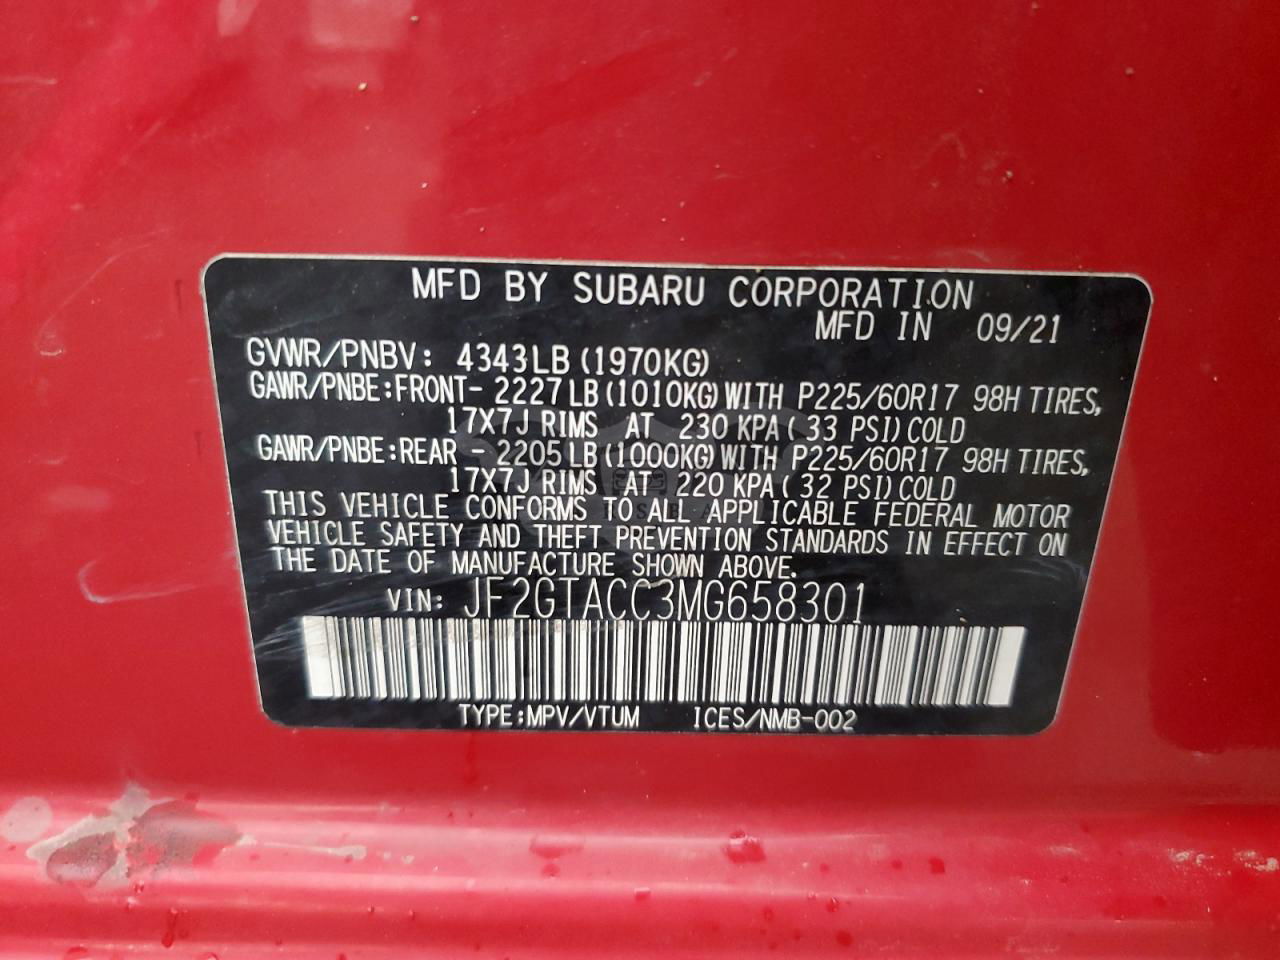 MFD BY SUBARU CORPORATION
MFD IN 09/21
GVWR/PNBV: 4343LB (1970KG)
GAWR/PNBE:FRONT- 2227LB(1010KG)WITH P225/60R17 98H TIRES,
17X7J RIMS AT 230 KPA( 33 PSI)COLD
GAWR/PNBE:REAR - 2205LB(1000KG)WITH P225/60R17 98H TIRES,
17X7J RIMS AT 220 KPA( 32 PSI)COLD
THIS VEHICLE CONFORMS TO ALL APPLICABLE FEDERAL MOTOR
VEHICLE SAFETY AND THEFT PREVENTION STANDARDS IN EFFECT ON
THE DATE OF MANUFACTURE SHOWN ABOVE.
VIN: JF2GTACC3MG658301
TYPE:MPV/VTUM ICES/NMB-002